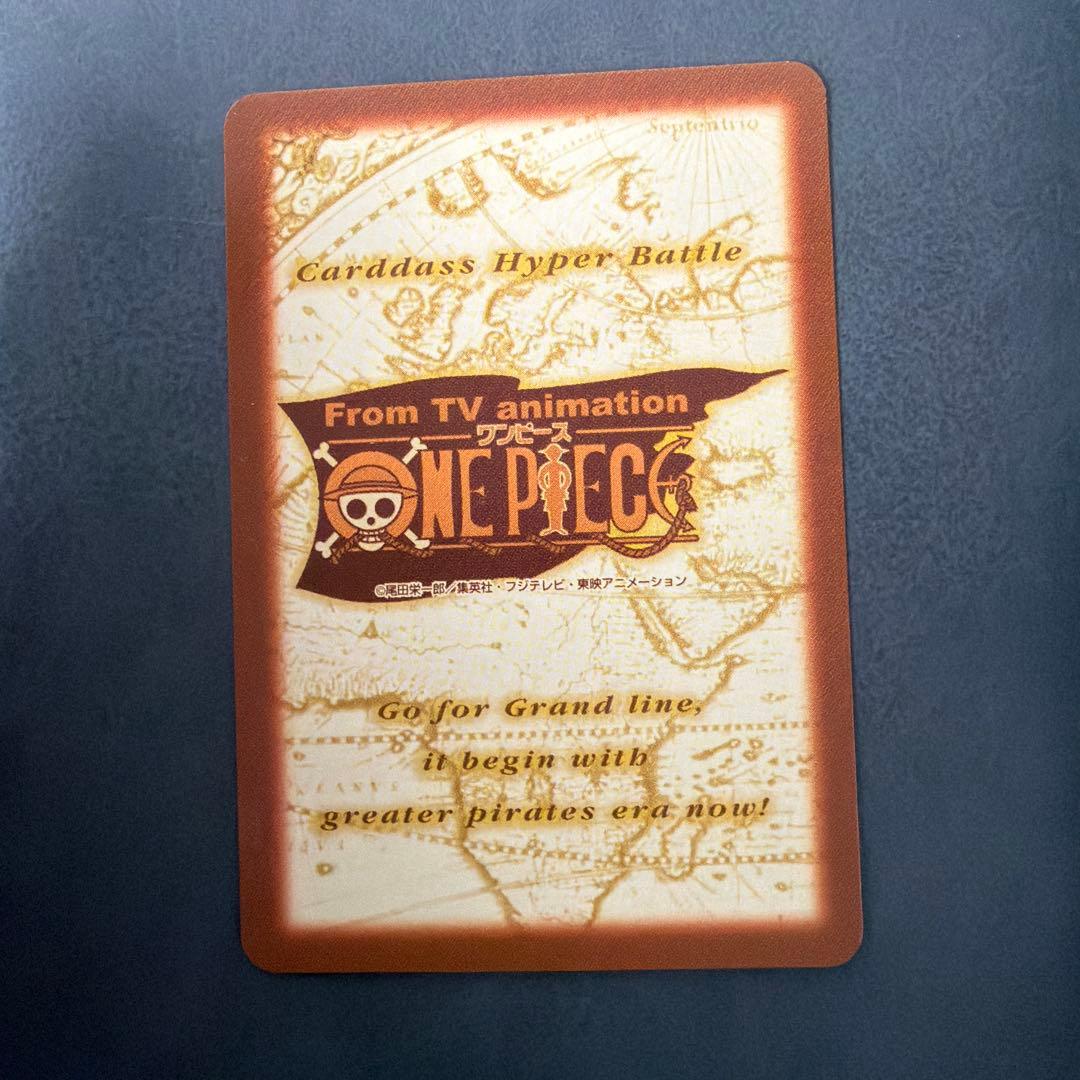 Septentrio
Carddass Hyper Battle
From TV animation
ワンピース
ONE PIECE
©尾田栄一郎／集英社・フジテレビ・東映アニメーション
Go for Grand line,
it begin with
greater pirates era now!